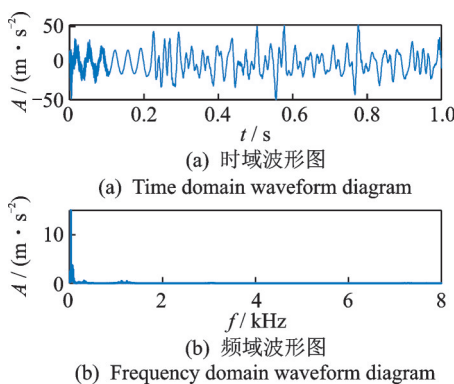 50
0
−50
A / (m · s⁻²)
0 0.2 0.4 0.6 0.8 1.0
t / s
(a) 时域波形图
(a) Time domain waveform diagram
10
0
A / (m · s⁻²)
0 2 4 6 8
f / kHz
(b) 频域波形图
(b) Frequency domain waveform diagram